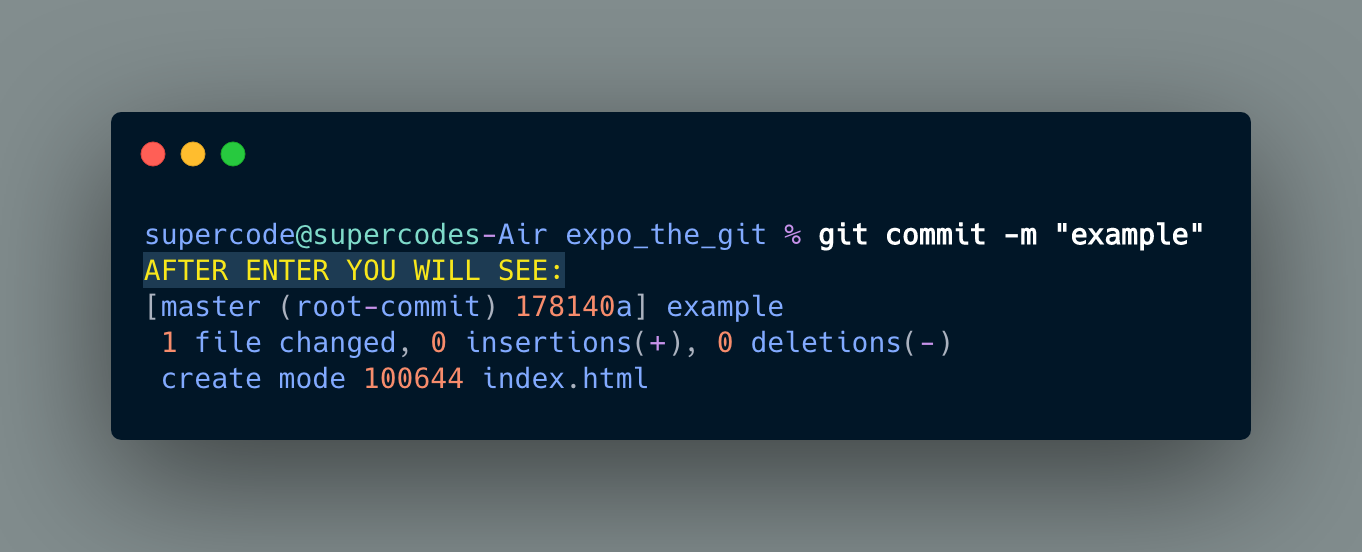 supercode@supercodes-Air expo_the_git % git commit -m "example"
AFTER ENTER YOU WILL SEE:
[master (root-commit) 178140a] example
 1 file changed, 0 insertions(+), 0 deletions(-)
 create mode 100644 index.html